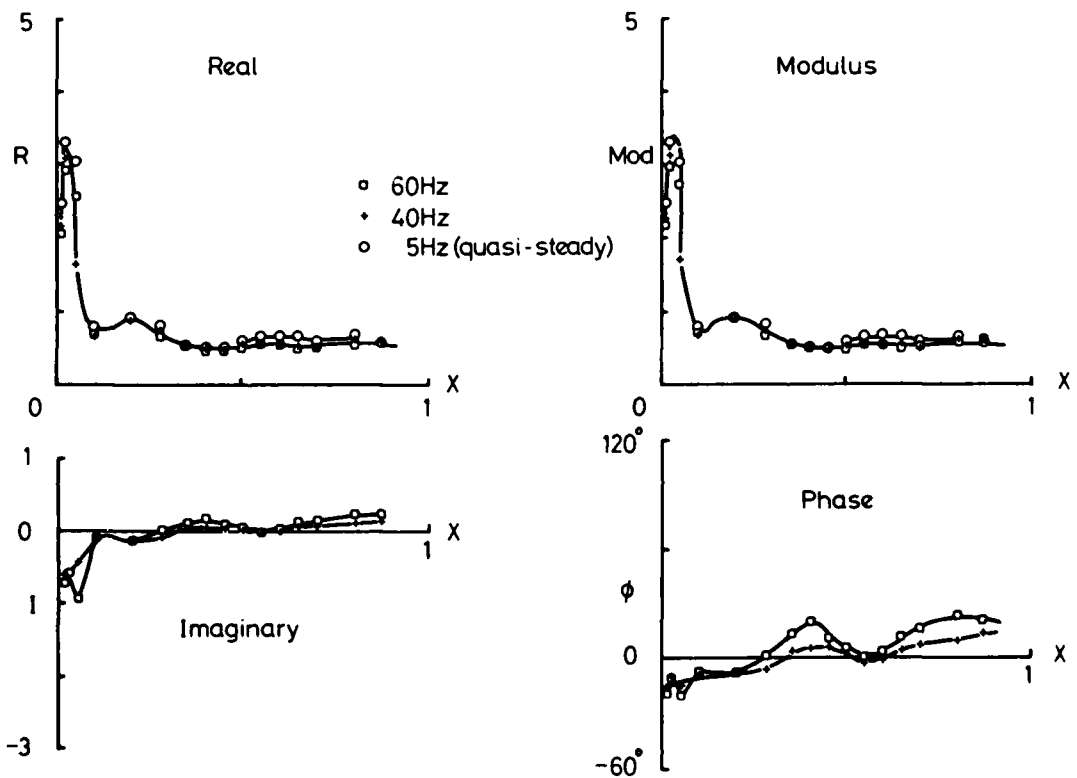 5
Real
R
□ 60Hz
+ 40Hz
○ 5Hz (quasi-steady)
0
1
X
5
Modulus
Mod
0
1
X
1
0
1
X
1
Imaginary
-3
120°
Phase
φ
0
1
X
-60°